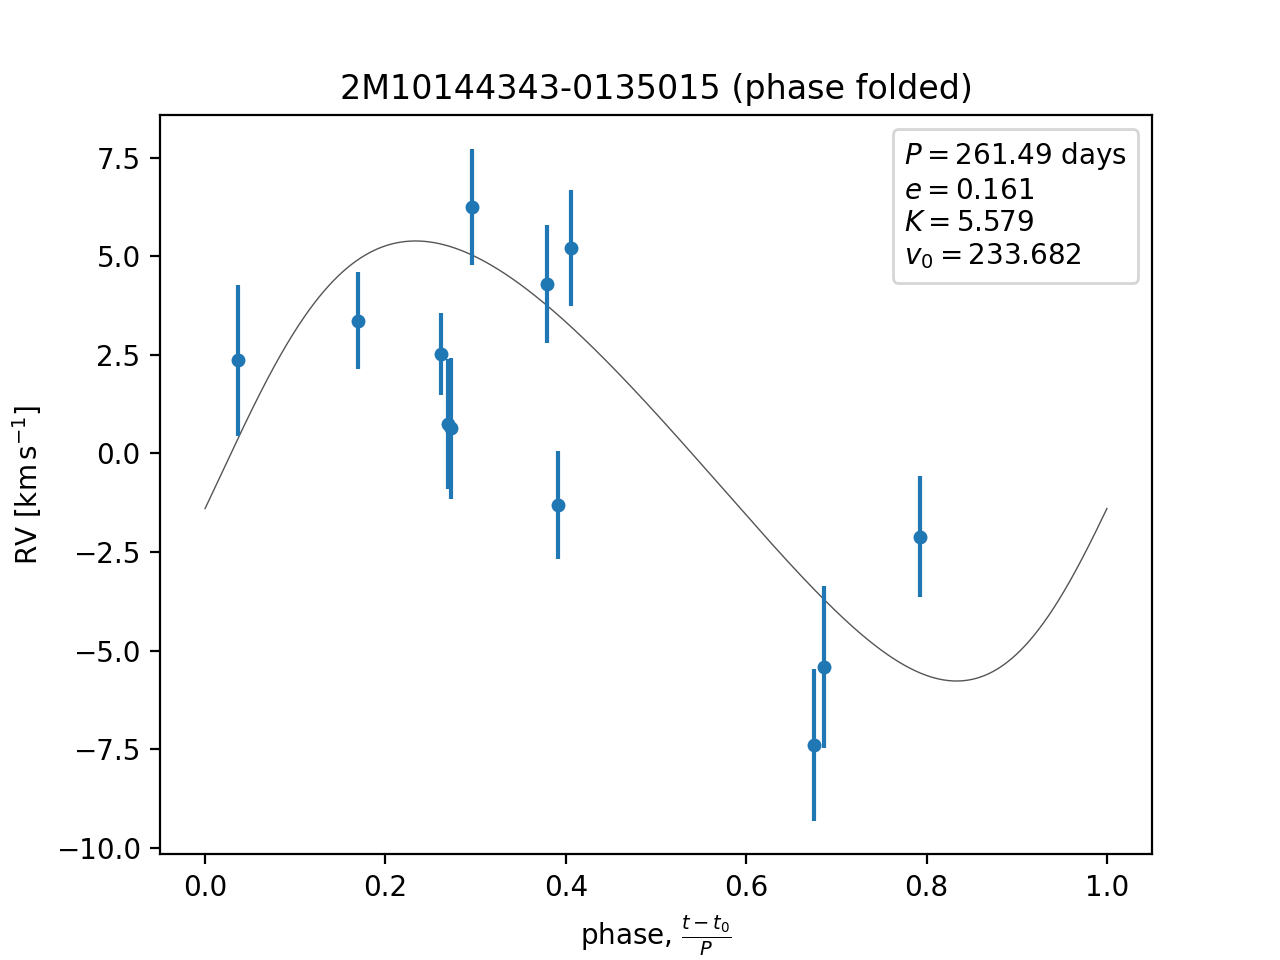 2M10144343-0135015 (phase folded)
P = 261.49 days
e = 0.161
K = 5.579
v₀ = 233.682
7.5
5.0
2.5
0.0
−2.5
−5.0
−7.5
−10.0
RV [km s⁻¹]
0.0 0.2 0.4 0.6 0.8 1.0
phase, (t − t₀)/P